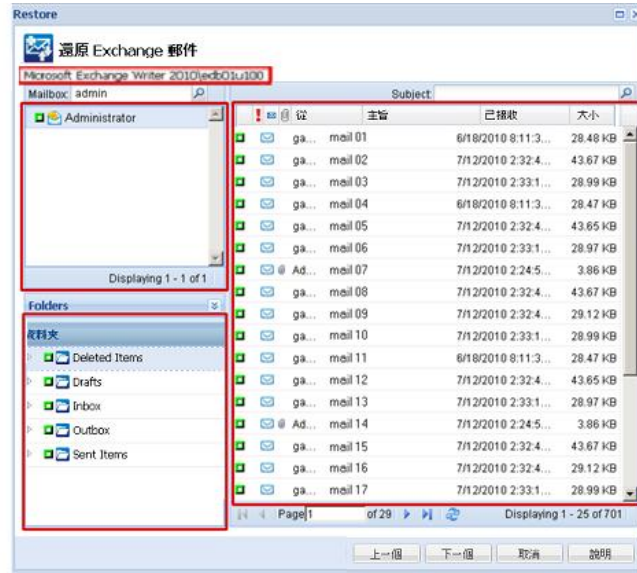 Restore
還原 Exchange 郵件
Microsoft Exchange Writer 2010\edb01u100
Mailbox: admin
Subject:
Administrator
Displaying 1 - 1 of 1
Folders
資料夾
Deleted Items
Drafts
Inbox
Outbox
Sent Items
從 主旨 已接收 大小
ga... mail 01 6/18/2010 8:11:3... 28.48 KB
ga... mail 02 7/12/2010 2:32:4... 43.67 KB
ga... mail 03 7/12/2010 2:33:1... 28.99 KB
ga... mail 04 6/18/2010 8:11:3... 28.47 KB
ga... mail 05 7/12/2010 2:32:4... 43.65 KB
ga... mail 06 7/12/2010 2:33:1... 28.97 KB
Ad... mail 07 7/12/2010 2:24:5... 3.86 KB
ga... mail 08 7/12/2010 2:32:4... 43.67 KB
ga... mail 09 7/12/2010 2:32:4... 29.12 KB
ga... mail 10 7/12/2010 2:33:1... 28.99 KB
ga... mail 11 6/18/2010 8:11:3... 28.47 KB
ga... mail 12 7/12/2010 2:32:4... 43.65 KB
ga... mail 13 7/12/2010 2:33:1... 28.97 KB
Ad... mail 14 7/12/2010 2:24:5... 3.86 KB
ga... mail 15 7/12/2010 2:32:4... 43.67 KB
ga... mail 16 7/12/2010 2:32:4... 29.12 KB
ga... mail 17 7/12/2010 2:33:1... 28.99 KB
Page 1 of 29 Displaying 1 - 25 of 701
上一個 下一個 取消 說明